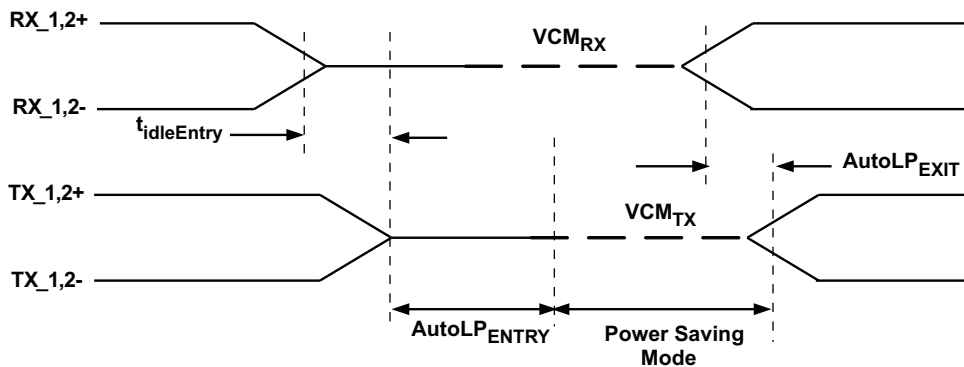 RX_1,2+
VCMRX
RX_1,2-
tidleEntry
AutoLPEXIT
TX_1,2+
VCMTX
TX_1,2-
AutoLPENTRY
Power Saving
Mode